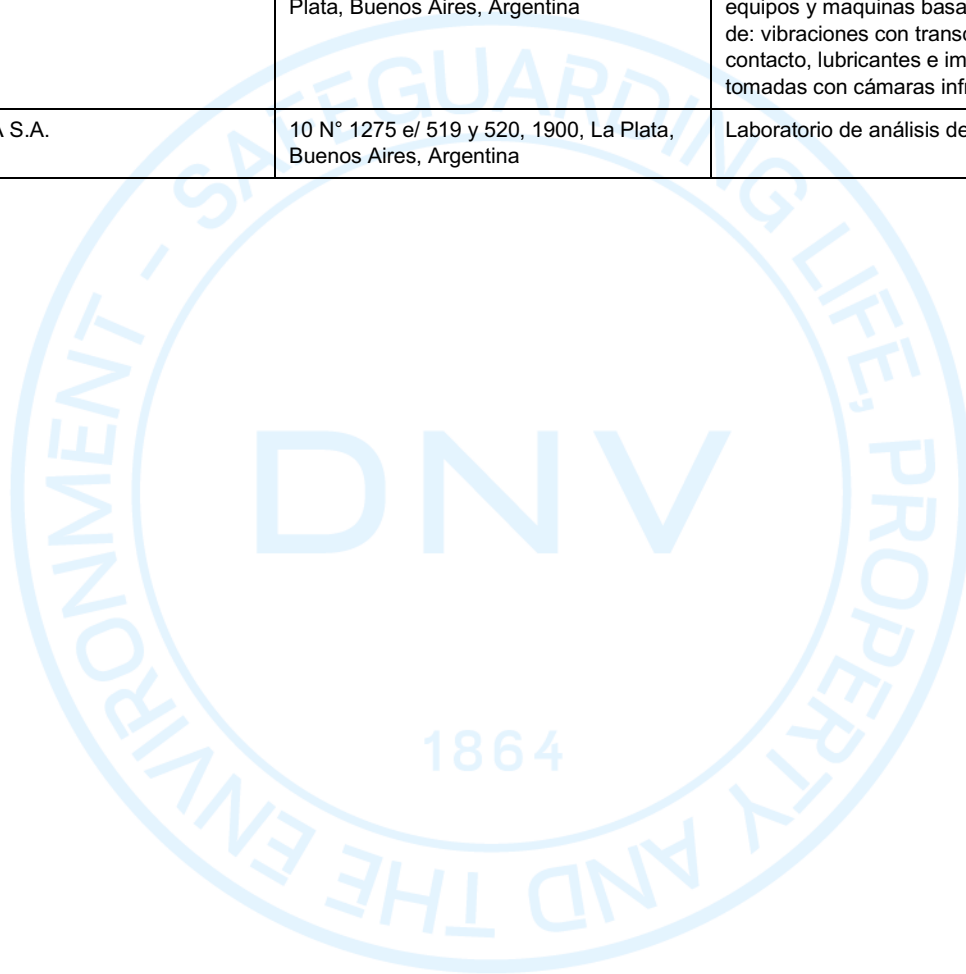 Plata, Buenos Aires, Argentina
equipos y máquinas basa
de: vibraciones con transd
contacto, lubricantes e im
tomadas con cámaras infr
A S.A.
10 N° 1275 e/ 519 y 520, 1900, La Plata,
Buenos Aires, Argentina
Laboratorio de análisis de
SAFEGUARDING LIFE, PROPERTY AND THE ENVIRONMENT -
DNV
1864